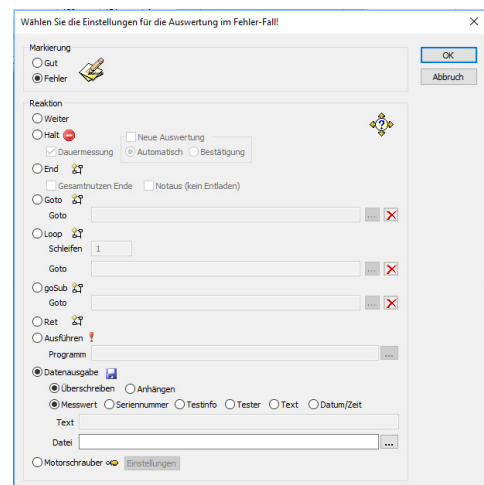 Wählen Sie die Einstellungen für die Auswertung im Fehler-Fall!
OK
Abbruch
Markierung
Gut
Fehler
Reaktion
Weiter
Halt
Neue Auswertung
Dauermessung
Automatisch
Bestätigung
End
Gesamtnutzen Ende
Notaus (kein Entladen)
Goto
Goto
...
Loop
Schleifen
1
Goto
...
goSub
Goto
...
Ret
Ausführen
Programm
...
Datenausgabe
Überschreiben
Anhängen
Messwert
Seriennummer
Testinfo
Tester
Text
Datum/Zeit
Text
Datei
...
Motorschrauber
Einstellungen